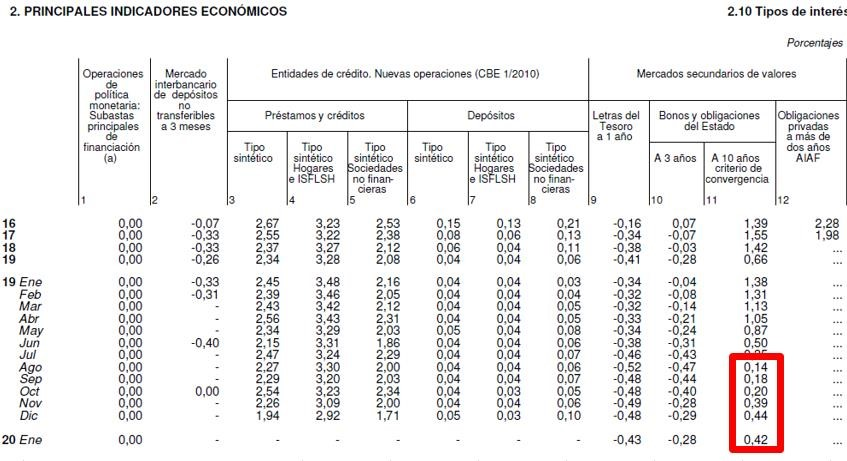 2. PRINCIPALES INDICADORES ECONÓMICOS 2.10 Tipos de interés
Porcentajes
Operaciones de política monetaria: Subastas principales de financiación (a)
Mercado interbancario de depósitos no transferibles a 3 meses
Entidades de crédito. Nuevas operaciones (CBE 1/2010)
Mercados secundarios de valores
Préstamos y créditos
Depósitos
Letras del Tesoro a 1 año
Bonos y obligaciones del Estado
Obligaciones privadas a más de dos años AIAF
Tipo sintético
Tipo sintético Hogares e ISFLSH
Tipo sintético Sociedades no finan- cieras
Tipo sintético
Tipo sintético Hogares e ISFLSH
Tipo sintético Sociedades no finan- cieras
A 3 años
A 10 años criterio de convergencia
1 2 3 4 5 6 7 8 9 10 11 12
16 0,00 -0,07 2,67 3,23 2,53 0,15 0,13 0,21 -0,16 0,07 1,39 2,28
17 0,00 -0,33 2,55 3,22 2,38 0,08 0,06 0,13 -0,34 -0,07 1,55 1,98
18 0,00 -0,33 2,37 3,27 2,12 0,06 0,04 0,11 -0,38 -0,03 1,42 ...
19 0,00 -0,26 2,34 3,28 2,08 0,04 0,04 0,06 -0,41 -0,28 0,66 ...
19 Ene 0,00 -0,33 2,45 3,48 2,16 0,04 0,04 0,03 -0,34 -0,04 1,38 ...
Feb 0,00 -0,31 2,39 3,46 2,05 0,04 0,04 0,04 -0,32 -0,08 1,31 ...
Mar 0,00 - 2,43 3,42 2,12 0,04 0,04 0,04 -0,32 -0,14 1,13 ...
Abr 0,00 - 2,56 3,43 2,31 0,04 0,04 0,05 -0,33 -0,21 1,05 ...
May 0,00 - 2,34 3,29 2,03 0,05 0,04 0,08 -0,34 -0,24 0,87 ...
Jun 0,00 -0,40 2,15 3,31 1,86 0,04 0,04 0,06 -0,38 -0,31 0,50 ...
Jul 0,00 - 2,47 3,24 2,29 0,04 0,04 0,07 -0,46 -0,43 ...
Ago 0,00 - 2,27 3,30 2,00 0,04 0,04 0,06 -0,52 -0,47 0,14 ...
Sep 0,00 - 2,29 3,20 2,03 0,04 0,04 0,07 -0,48 -0,44 0,18 ...
Oct 0,00 0,00 2,54 3,23 2,34 0,04 0,03 0,05 -0,48 -0,40 0,20 ...
Nov 0,00 - 2,26 3,09 2,00 0,04 0,04 0,06 -0,49 -0,28 0,39 ...
Dic 0,00 - 1,94 2,92 1,71 0,05 0,03 0,10 -0,48 -0,29 0,44 ...
20 Ene 0,00 - - - - - - - -0,43 -0,28 0,42 ...